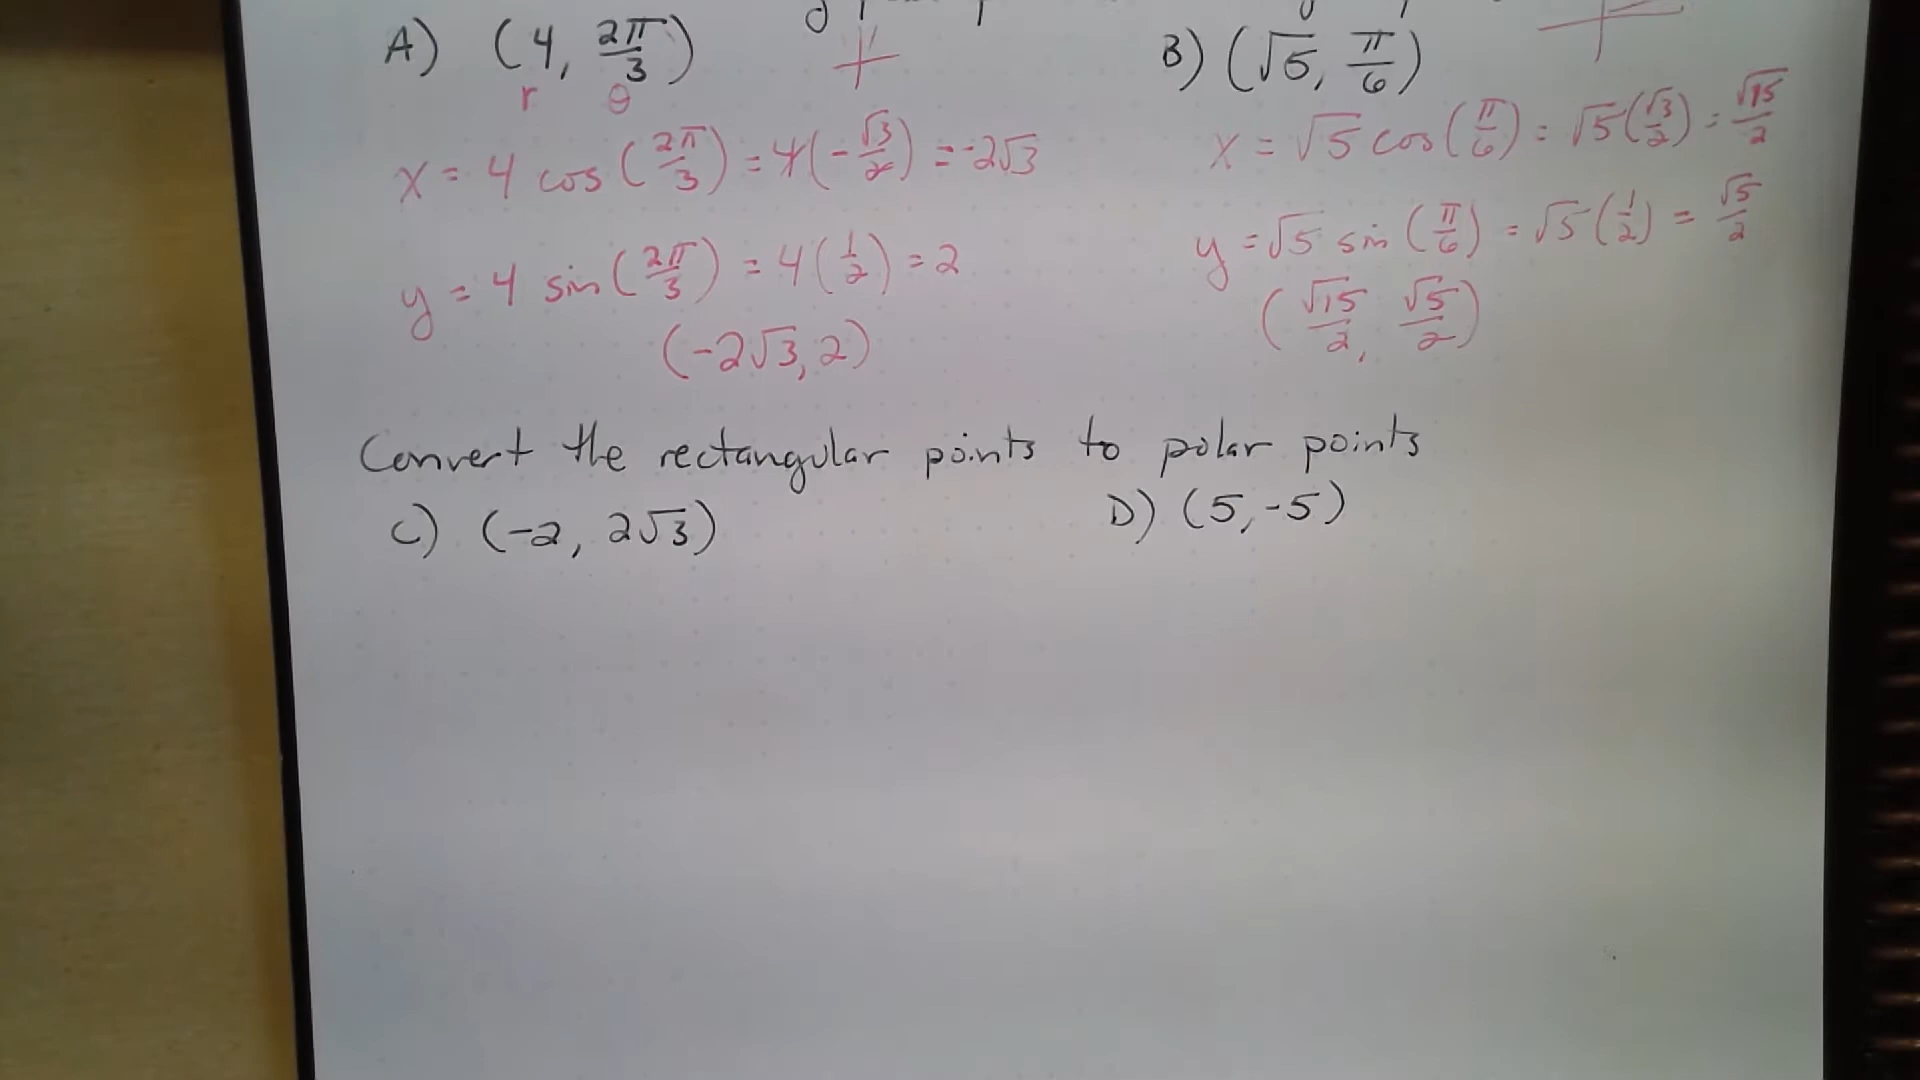 A) (4, 2π/3) B) (√5, π/6)
r θ
x = 4 cos(2π/3) = 4(-√3/2) = -2√3 x = √5 cos(π/6) = √5(√3/2) = √15/2
y = 4 sin(2π/3) = 4(1/2) = 2 y = √5 sin(π/6) = √5(1/2) = √5/2
(-2√3, 2) (√15/2, √5/2)
Convert the rectangular points to polar points
C) (-2, 2√3) D) (5, -5)